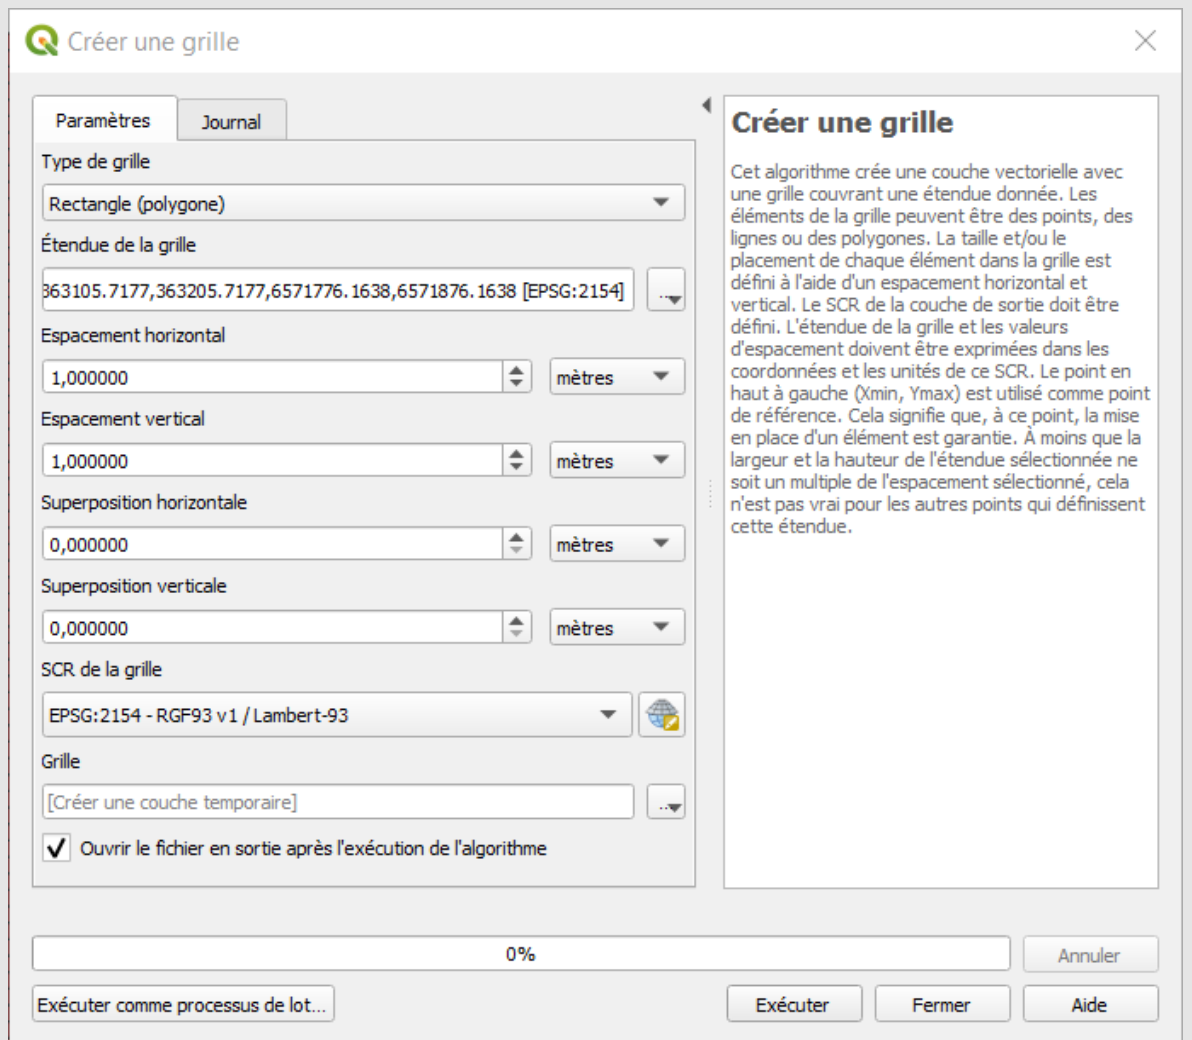 Créer une grille
Paramètres
Journal
Type de grille
Rectangle (polygone)
Étendue de la grille
363105.7177,363205.7177,6571776.1638,6571876.1638 [EPSG:2154]
...
Espacement horizontal
1,000000
mètres
Espacement vertical
1,000000
mètres
Superposition horizontale
0,000000
mètres
Superposition verticale
0,000000
mètres
SCR de la grille
EPSG:2154 - RGF93 v1 / Lambert-93
Grille
[Créer une couche temporaire]
...
Ouvrir le fichier en sortie après l'exécution de l'algorithme
Créer une grille
Cet algorithme crée une couche vectorielle avec
une grille couvrant une étendue donnée. Les
éléments de la grille peuvent être des points, des
lignes ou des polygones. La taille et/ou le
placement de chaque élément dans la grille est
défini à l'aide d'un espacement horizontal et
vertical. Le SCR de la couche de sortie doit être
défini. L'étendue de la grille et les valeurs
d'espacement doivent être exprimées dans les
coordonnées et les unités de ce SCR. Le point en
haut à gauche (Xmin, Ymax) est utilisé comme point
de référence. Cela signifie que, à ce point, la mise
en place d'un élément est garantie. À moins que la
largeur et la hauteur de l'étendue sélectionnée ne
soit un multiple de l'espacement sélectionné, cela
n'est pas vrai pour les autres points qui définissent
cette étendue.
0%
Annuler
Exécuter comme processus de lot...
Exécuter
Fermer
Aide